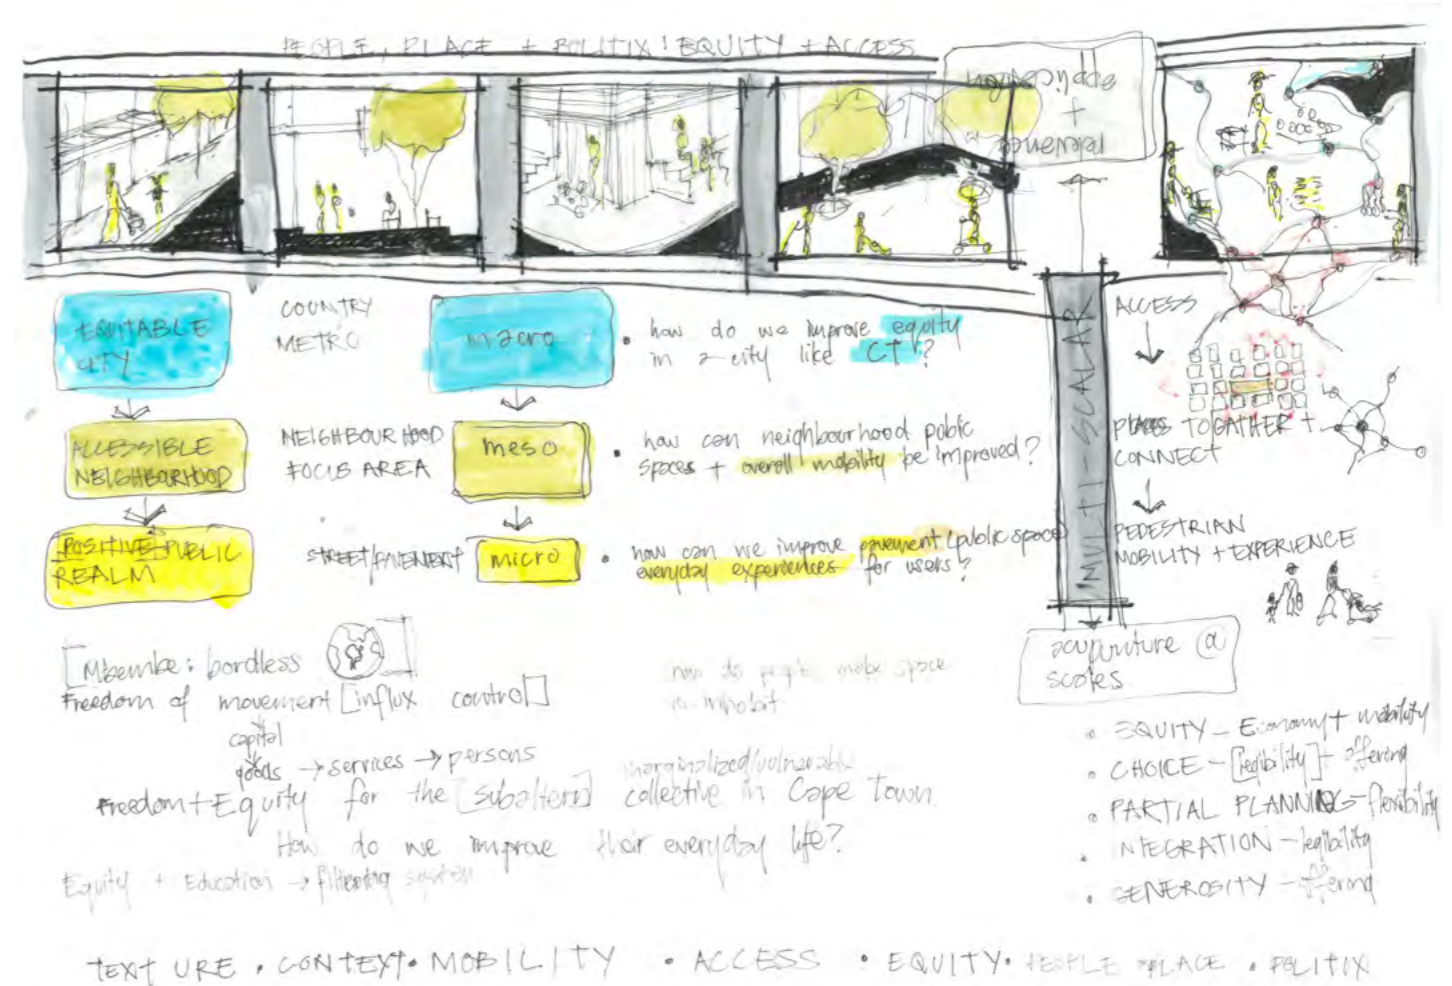 PEOPLE, PLACE + POLITIX! EQUITY + ACCESS
relevence
+
application
EQUITABLE
CITY
COUNTRY
METRO
macro
• how do we improve equity
in a city like CT?
ACCESSIBLE
NEIGHBOURHOOD
NEIGHBOURHOOD
FOCUS AREA
meso
• how can neighbourhood public
spaces + overall mobility be improved?
POSITIVE PUBLIC
REALM
STREET/PAVEMENT
micro
• how can we improve pavement (public space
everyday experiences for users?
MULTI-SCALAR
ACCESS
PLACES TO GATHER +
CONNECT
PEDESTRIAN
MOBILITY + EXPERIENCE
[Mbembe: bordless
Freedom of movement [influx control]
capital
goods → services → persons
how do people make space
inhabit
marginalized/vulnerable
Freedom + Equity for the [subaltern] collective in Cape Town
How do we improve their everyday life?
Equity + Education → filtering system
acupunture @
scales
• EQUITY – Economy + mobility
• CHOICE – [legibility] + offering
• PARTIAL PLANNING – flexibility
• INTEGRATION – legibility
• GENEROSITY – offering
TEXTURE • CONTEXT • MOBILITY • ACCESS • EQUITY • PEOPLE PLACE • POLITIX